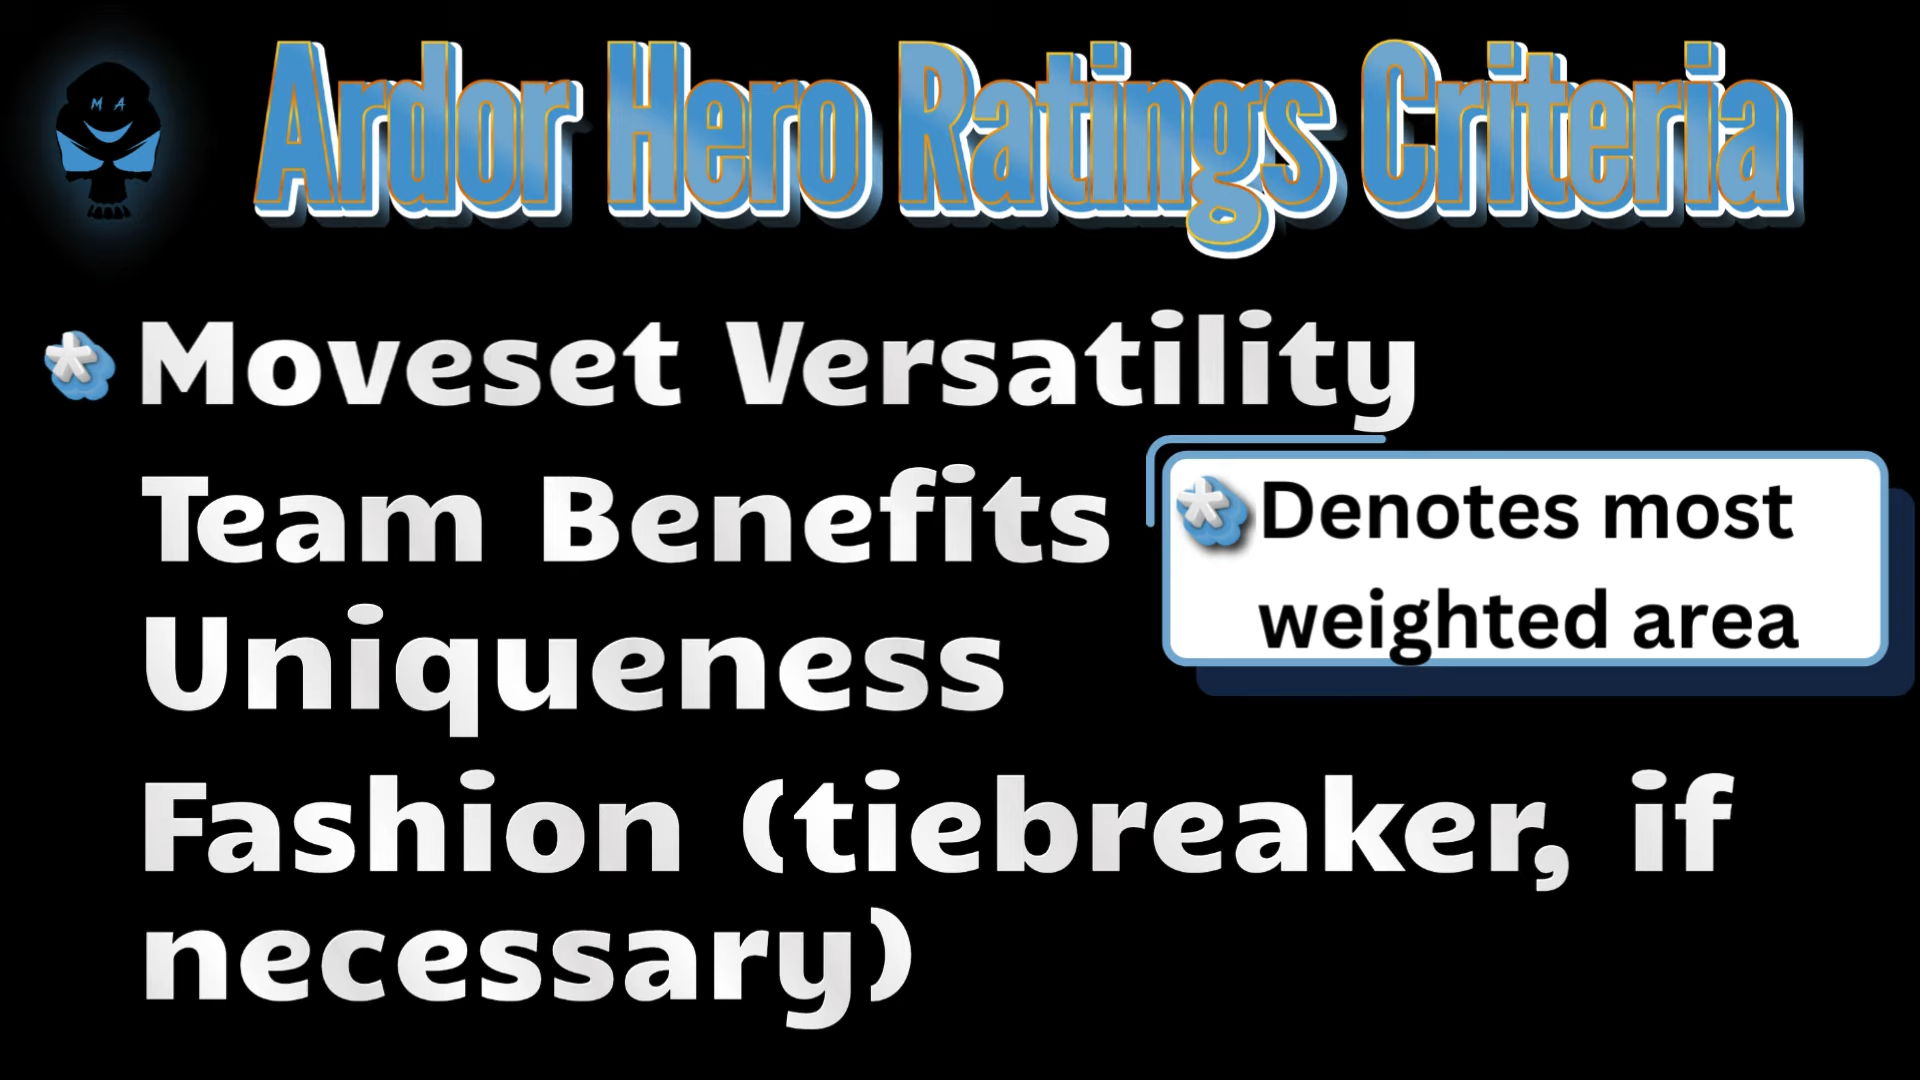 M A
Ardor Hero Ratings Criteria
* Moveset Versatility
Team Benefits
* Denotes most
weighted area
Uniqueness
Fashion (tiebreaker, if
necessary)